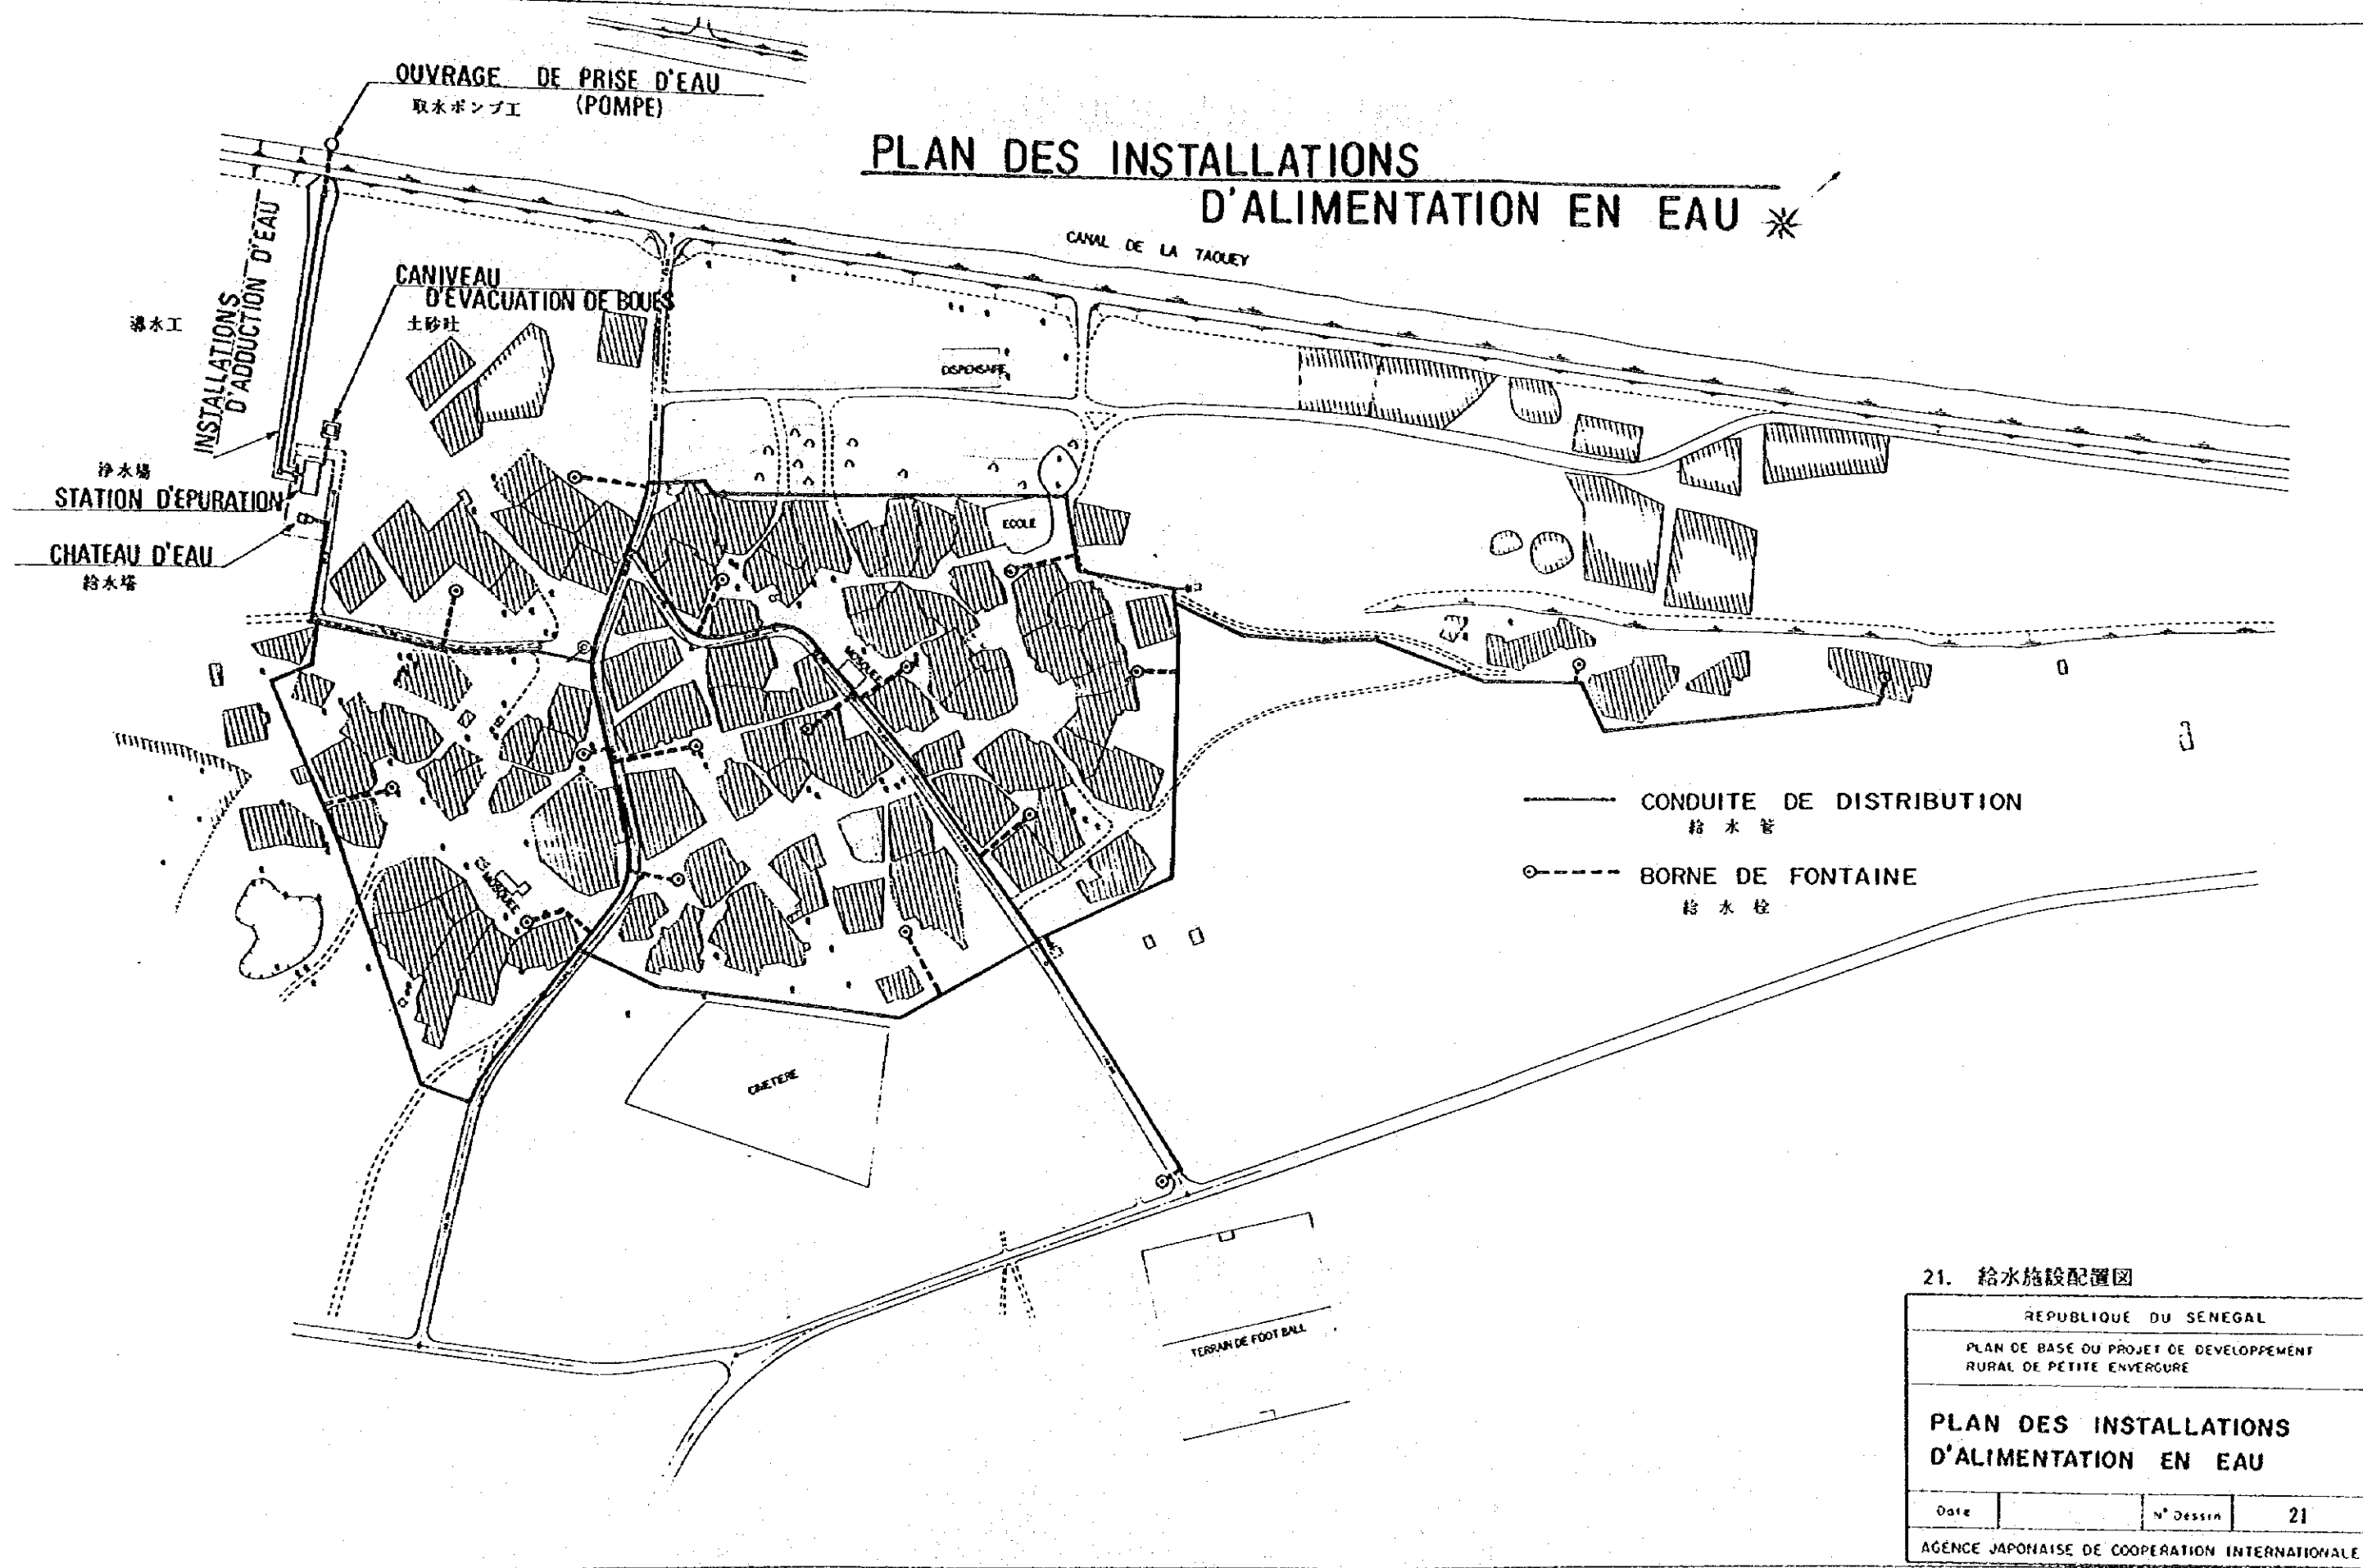 OUVRAGE DE PRISE D'EAU
取水ポンプ工 (POMPE)
PLAN DES INSTALLATIONS
D'ALIMENTATION EN EAU
CANAL DE LA TAOUEY
INSTALLATIONS
D'ADDUCTION D'EAU
導水工
CANIVEAU
D'EVACUATION DE BOUES
土砂吐
DISPENSAIRE
浄水場
STATION D'EPURATION
CHATEAU D'EAU
給水塔
ECOLE
MOSQUEE
MOSQUEE
CIMETIERE
TERRAIN DE FOOT BALL
CONDUITE DE DISTRIBUTION
給水管
BORNE DE FONTAINE
給水栓
21. 給水施設配置図
REPUBLIQUE DU SENEGAL
PLAN DE BASE DU PROJET DE DEVELOPPEMENT
RURAL DE PETITE ENVERGURE
PLAN DES INSTALLATIONS
D'ALIMENTATION EN EAU
Date N° Dessin 21
AGENCE JAPONAISE DE COOPERATION INTERNATIONALE